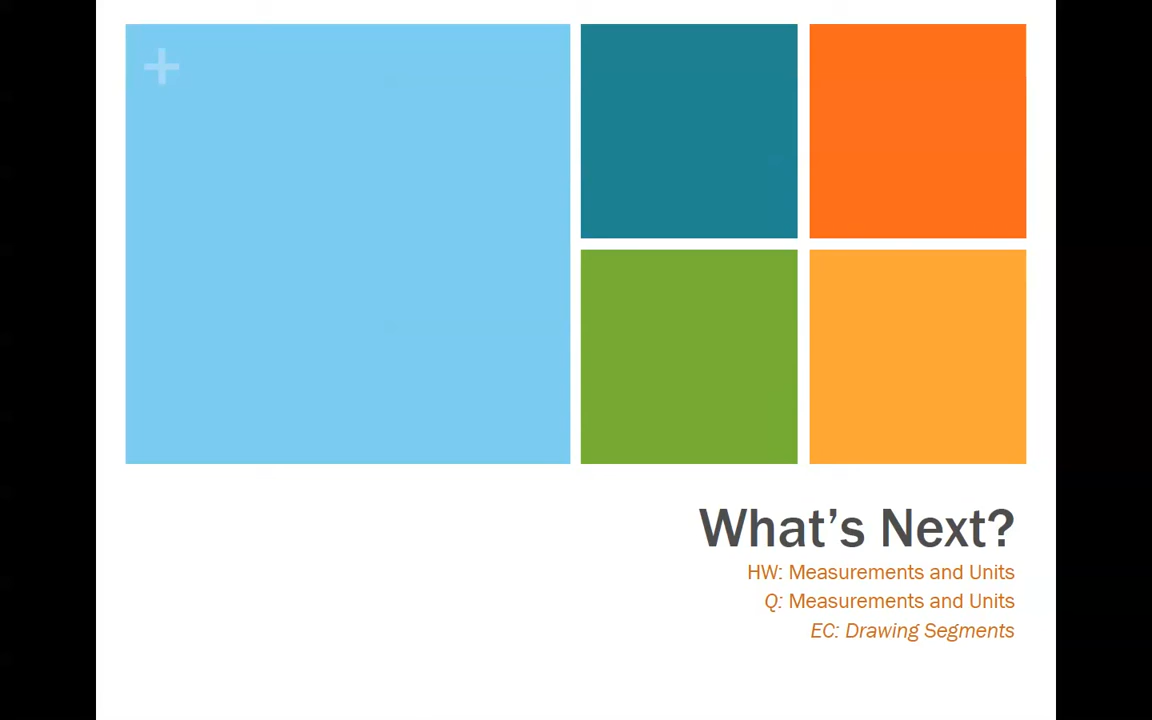 +
What's Next?
HW: Measurements and Units
Q: Measurements and Units
EC: Drawing Segments